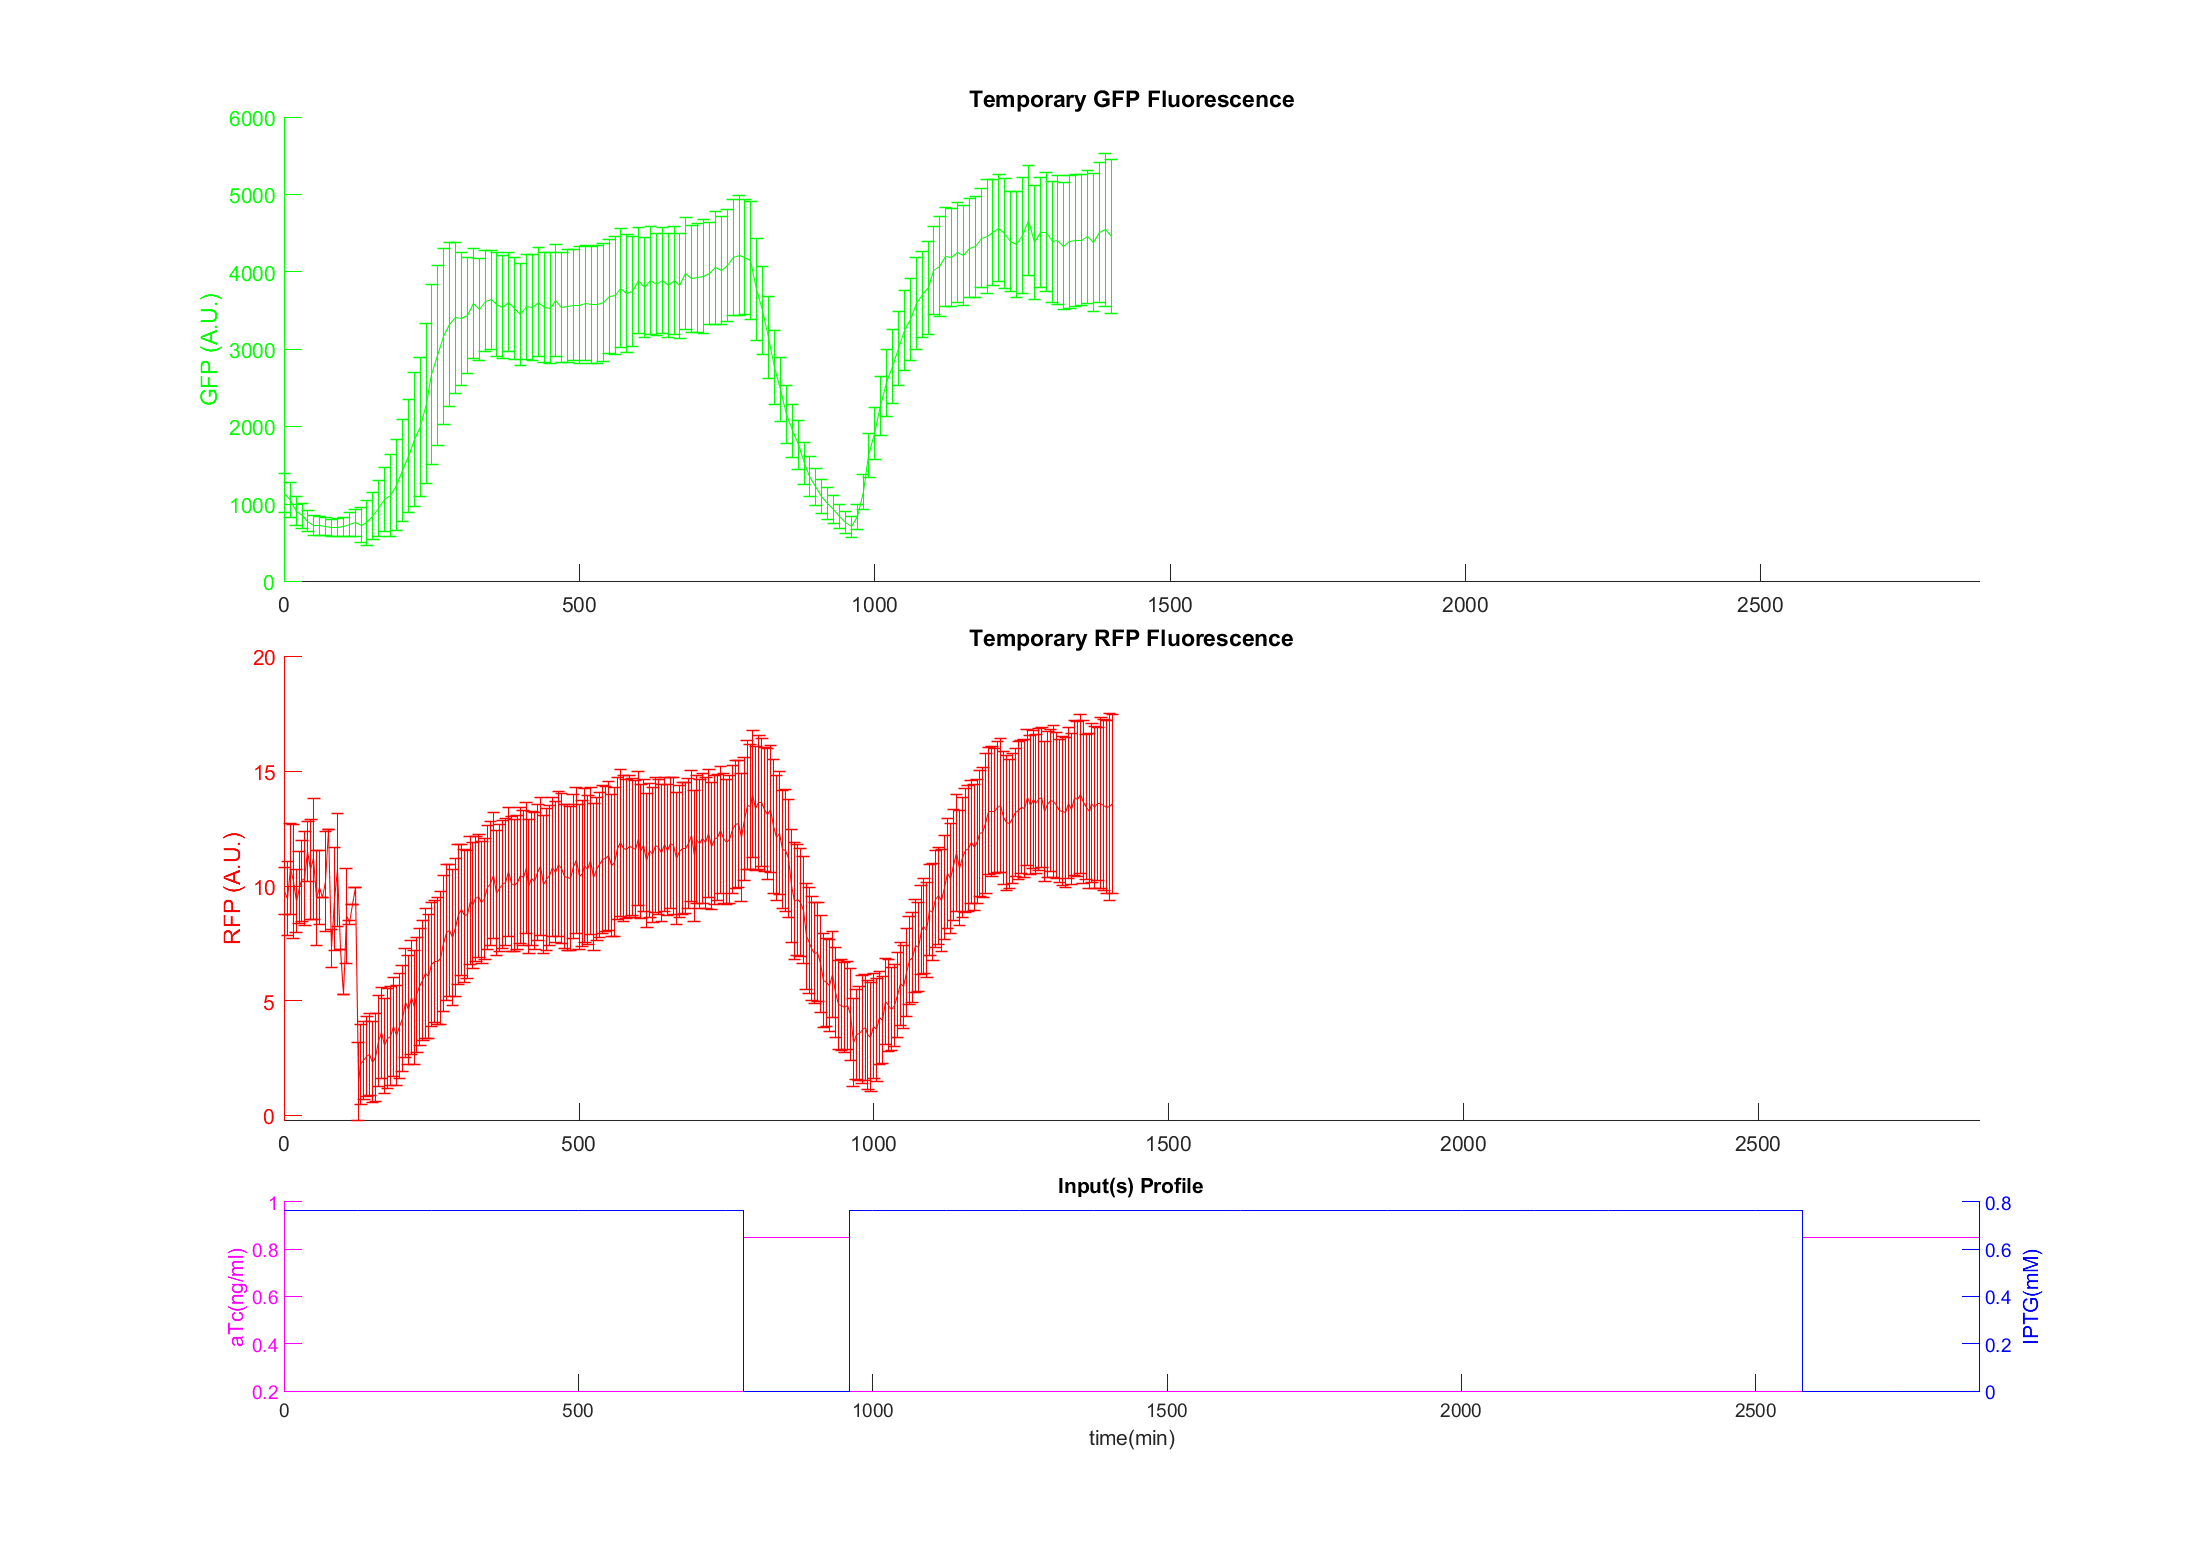 Temporary GFP Fluorescence
6000
5000
4000
3000
2000
1000
0
GFP (A.U.)
0 500 1000 1500 2000 2500
Temporary RFP Fluorescence
20
15
10
5
0
RFP (A.U.)
0 500 1000 1500 2000 2500
Input(s) Profile
1
0.8
0.6
0.4
0.2
aTc(ng/ml)
0.8
0.6
0.4
0.2
0
IPTG(mM)
0 500 1000 1500 2000 2500
time(min)